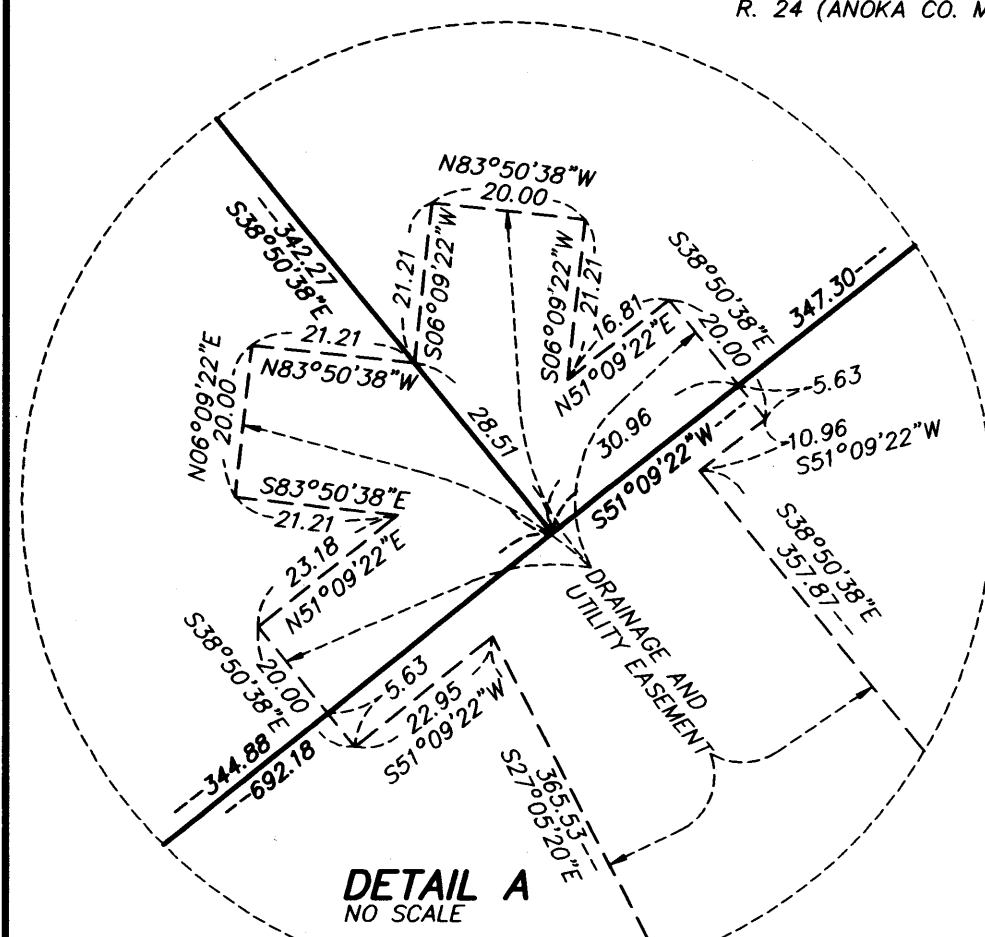 R. 24 (ANOKA CO. M
N83°50'38"W
20.00
342.27
S38°50'38"E
21.21
S06°09'22"W
S06°09'22"W
21.21
S38°50'38"E
20.00
347.30
16.81
N51°09'22"E
N06°09'22"E
20.00
21.21
N83°50'38"W
28.51
30.96
S51°09'22"W
5.63
10.96
S51°09'22"W
S83°50'38"E
21.21
23.18
N51°09'22"E
S38°50'38"E
357.87
DRAINAGE AND
UTILITY EASEMENT
S38°50'38"E
20.00
5.63
22.95
S51°09'22"W
344.88
692.18
365.53
S27°05'20"E
DETAIL A
NO SCALE